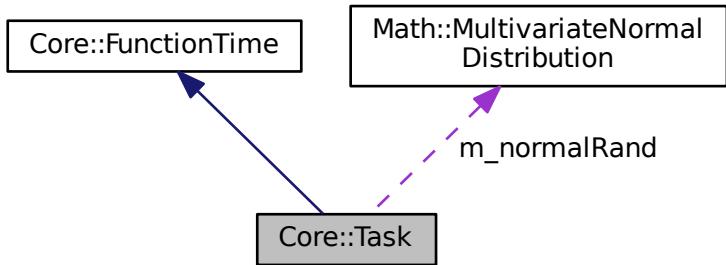 Core::FunctionTime
Math::MultivariateNormal
Distribution
m_normalRand
Core::Task